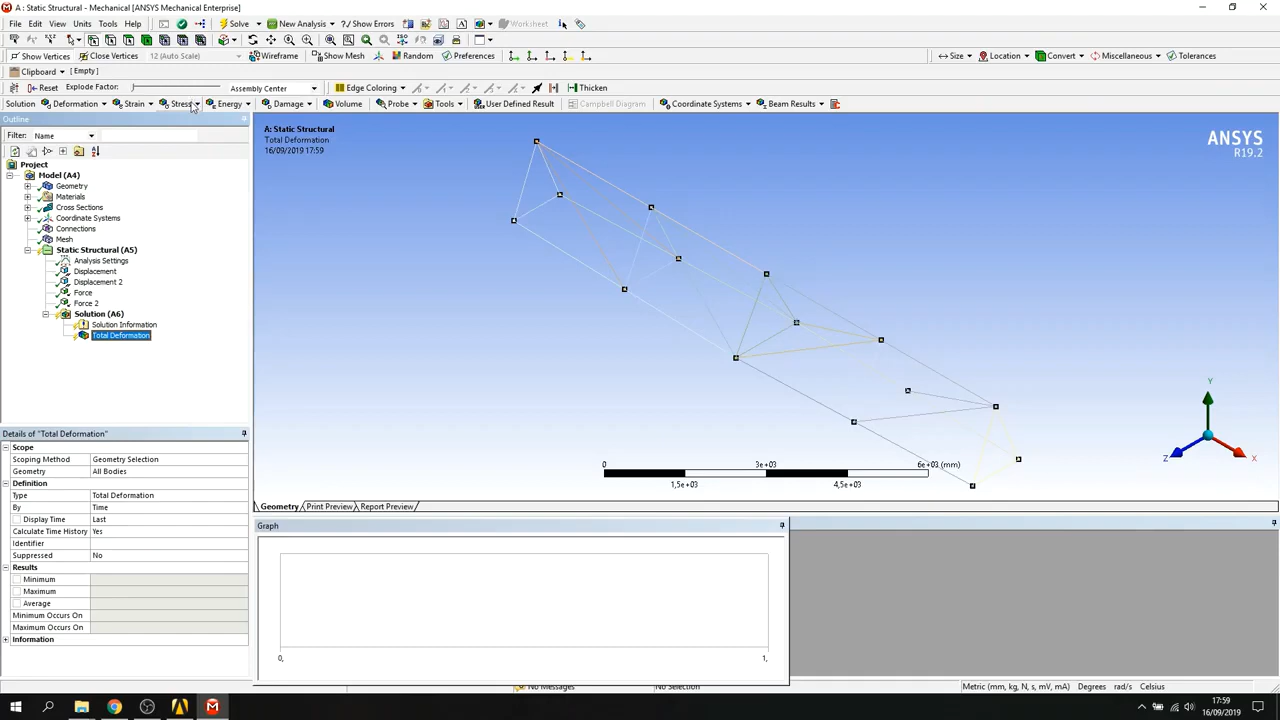 A : Static Structural - Mechanical [ANSYS Mechanical Enterprise]
File Edit View Units Tools Help Solve New Analysis ?/Show Errors Worksheet
Show Vertices Close Vertices 12 (Auto Scale) Wireframe Show Mesh Random Preferences Size Location Convert Miscellaneous Tolerances
Clipboard [ Empty ]
Reset Explode Factor: Assembly Center Edge Coloring Thicken
Solution Deformation Strain Stress Energy Damage Volume Probe Tools User Defined Result Campbell Diagram Coordinate Systems Beam Results
Outline
Filter: Name
Project
Model (A4)
Geometry
Materials
Cross Sections
Coordinate Systems
Connections
Mesh
Static Structural (A5)
Analysis Settings
Displacement
Displacement 2
Force
Force 2
Solution (A6)
Solution Information
Total Deformation
Details of "Total Deformation"
Scope
Scoping Method Geometry Selection
Geometry All Bodies
Definition
Type Total Deformation
By Time
Display Time Last
Calculate Time History Yes
Identifier
Suppressed No
Results
Minimum
Maximum
Average
Minimum Occurs On
Maximum Occurs On
Information
A: Static Structural
Total Deformation
16/09/2019 17:59
ANSYS
R19.2
Y
Z
X
0 3e+03 6e+03 (mm)
1,5e+03 4,5e+03
Geometry Print Preview Report Preview
Graph
0, 1,
No Messages No Selection Metric (mm, kg, N, s, mV, mA) Degrees rad/s Celsius
17:59
16/09/2019